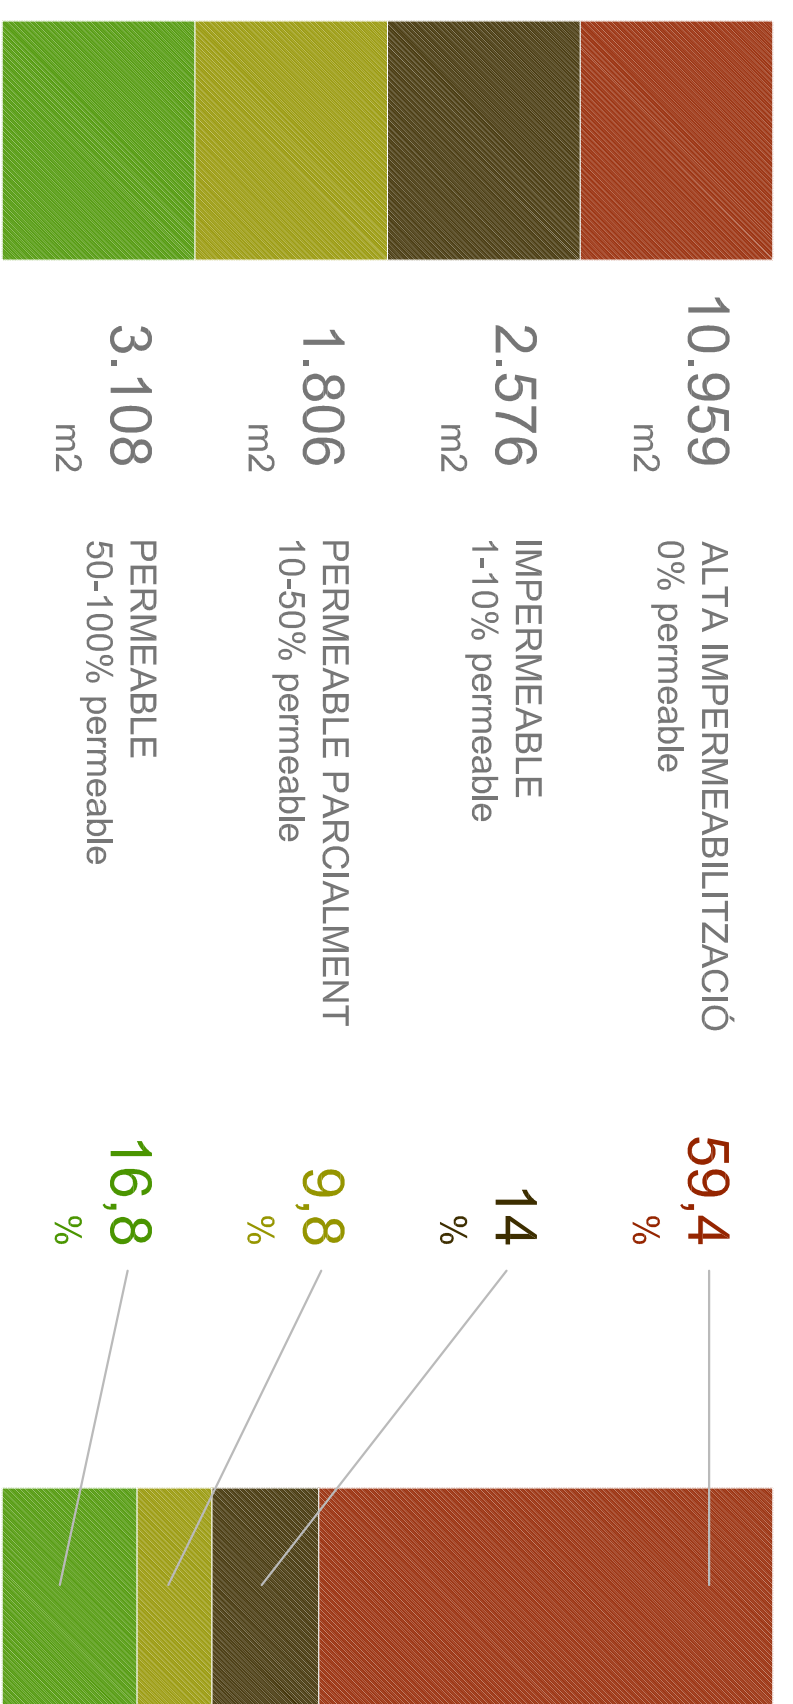 10.959
m2
ALTA IMPERMEABILITZACIÓ
0% permeable
59,4
%
2.576
m2
IMPERMEABLE
1-10% permeable
14
%
1.806
m2
PERMEABLE PARCIALMENT
10-50% permeable
9,8
%
3.108
m2
PERMEABLE
50-100% permeable
16,8
%